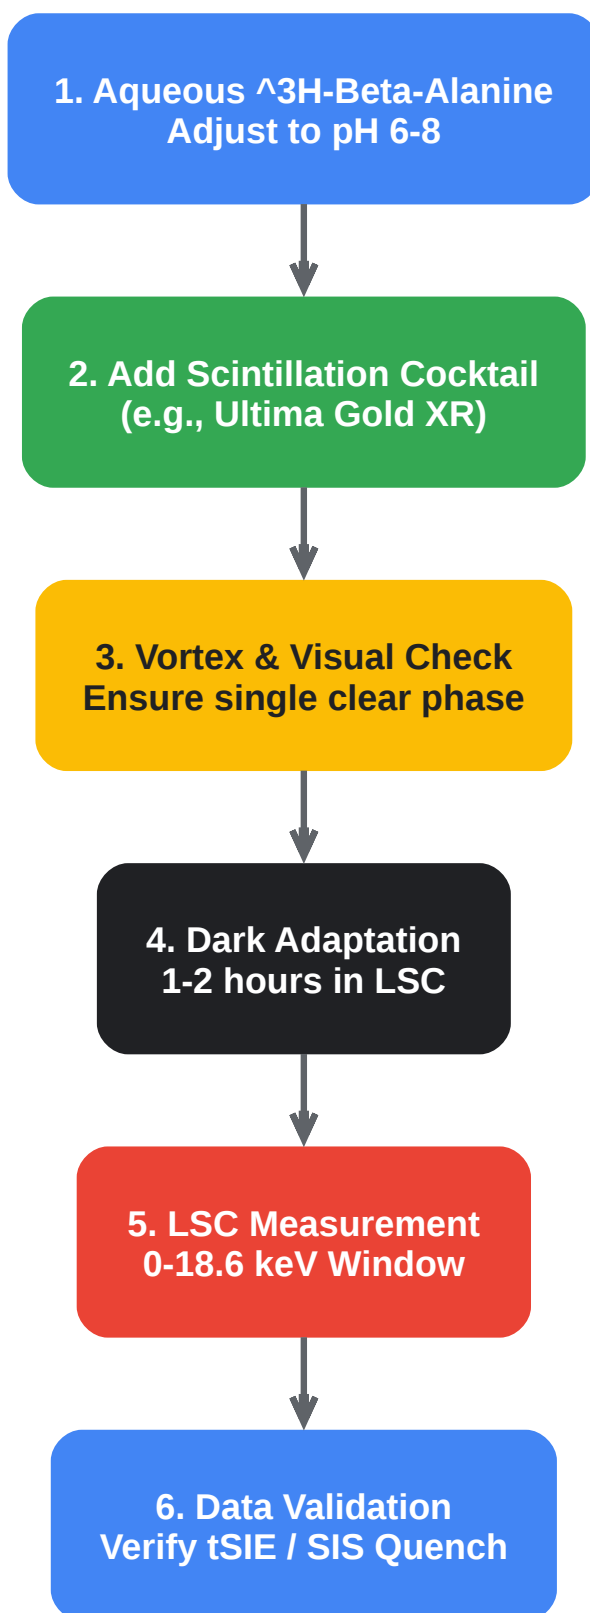 1. Aqueous ^3H-Beta-Alanine
Adjust to pH 6-8
2. Add Scintillation Cocktail
(e.g., Ultima Gold XR)
3. Vortex & Visual Check
Ensure single clear phase
4. Dark Adaptation
1-2 hours in LSC
5. LSC Measurement
0-18.6 keV Window
6. Data Validation
Verify tSIE / SIS Quench